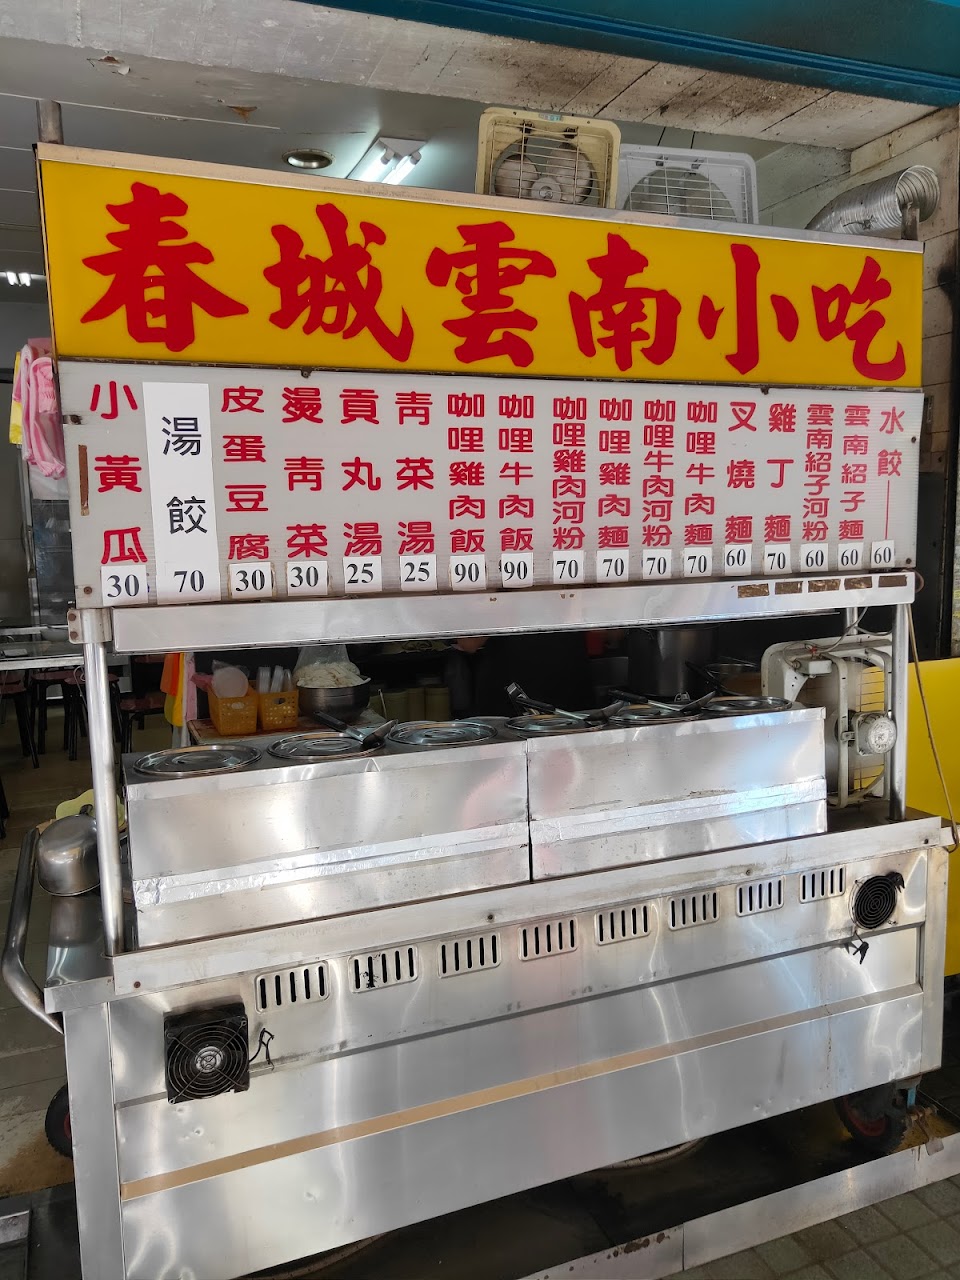 春城雲南小吃
水餃 60
雲南紹子麵 60
雲南紹子河粉 60
雞丁麵 70
叉燒麵 60
咖哩牛肉麵 70
咖哩牛肉河粉 70
咖哩雞肉麵 70
咖哩雞肉河粉 70
咖哩牛肉飯 90
咖哩雞肉飯 90
青菜湯 25
貢丸湯 25
燙青菜 30
皮蛋豆腐 30
湯餃 70
小黃瓜 30